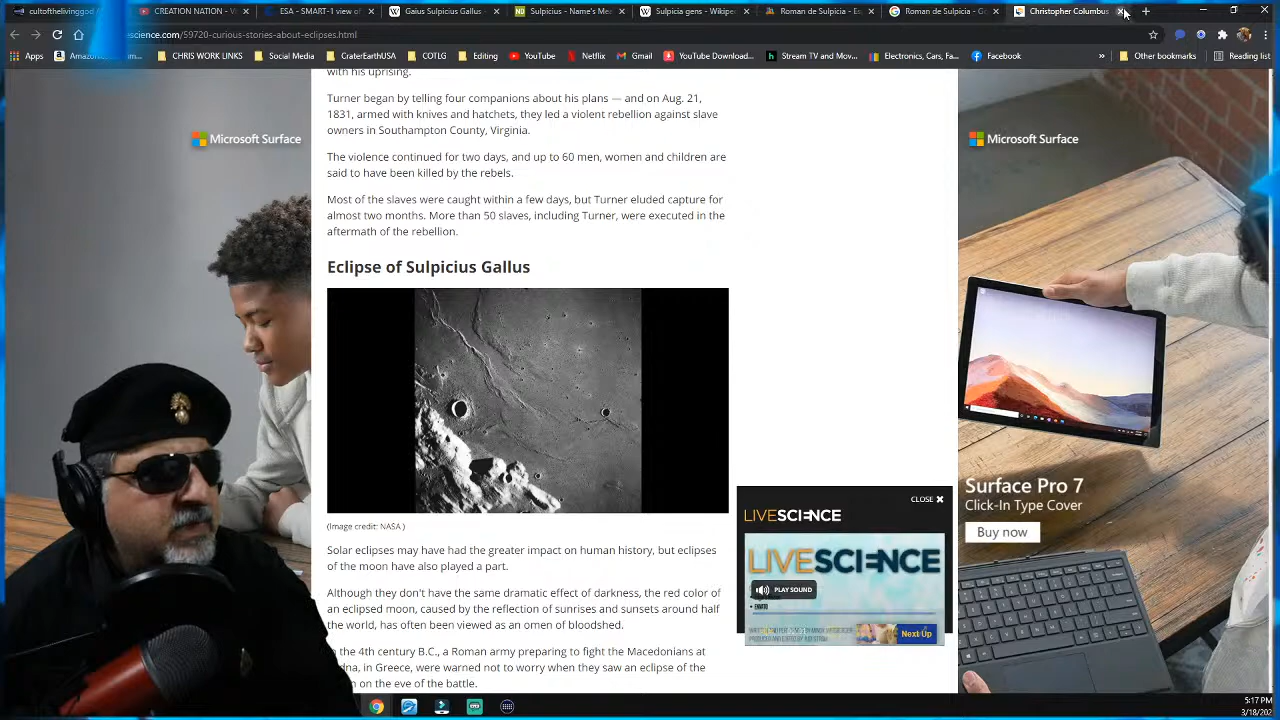 cultofthelivinggod
CREATION NATION - V
ESA - SMART-1 view of
Gaius Sulpicius Gallus -
Sulpicius - Name's Me
Sulpicia gens - Wikipe
Roman de Sulpicia - Es
Roman de Sulpicia - Go
Christopher Columbus
science.com/59720-curious-stories-about-eclipses.html
Apps
CHRIS WORK LINKS
Social Media
CraterEarthUSA
COTLG
Editing
YouTube
Netflix
Gmail
YouTube Download...
Stream TV and Mov...
Electronics, Cars, Fa...
Facebook
»
Other bookmarks
Reading list
with his uprising.
Turner began by telling four companions about his plans — and on Aug. 21,
1831, armed with knives and hatchets, they led a violent rebellion against slave
owners in Southampton County, Virginia.
The violence continued for two days, and up to 60 men, women and children are
said to have been killed by the rebels.
Most of the slaves were caught within a few days, but Turner eluded capture for
almost two months. More than 50 slaves, including Turner, were executed in the
aftermath of the rebellion.
Eclipse of Sulpicius Gallus
(Image credit: NASA )
Solar eclipses may have had the greater impact on human history, but eclipses
of the moon have also played a part.
Although they don't have the same dramatic effect of darkness, the red color of
an eclipsed moon, caused by the reflection of sunrises and sunsets around half
the world, has often been viewed as an omen of bloodshed.
the 4th century B.C., a Roman army preparing to fight the Macedonians at
dna, in Greece, were warned not to worry when they saw an eclipse of the
on the eve of the battle.
Microsoft Surface
Microsoft Surface
Surface Pro 7
Click-In Type Cover
Buy now
CLOSE ✖
LIVESCIENCE
LIVESCIENCE
PLAY SOUND
Next Up
5:17 PM
3/18/202